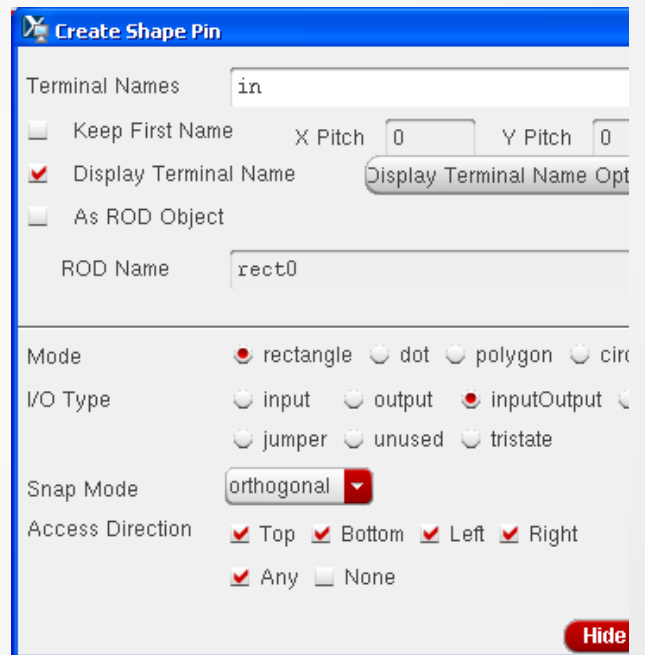 Create Shape Pin
Terminal Names in
Keep First Name X Pitch 0 Y Pitch 0
Display Terminal Name Display Terminal Name Opt
As ROD Object
ROD Name rect0
Mode rectangle dot polygon circ
I/O Type input output inputOutput
jumper unused tristate
Snap Mode orthogonal
Access Direction Top Bottom Left Right
Any None
Hide